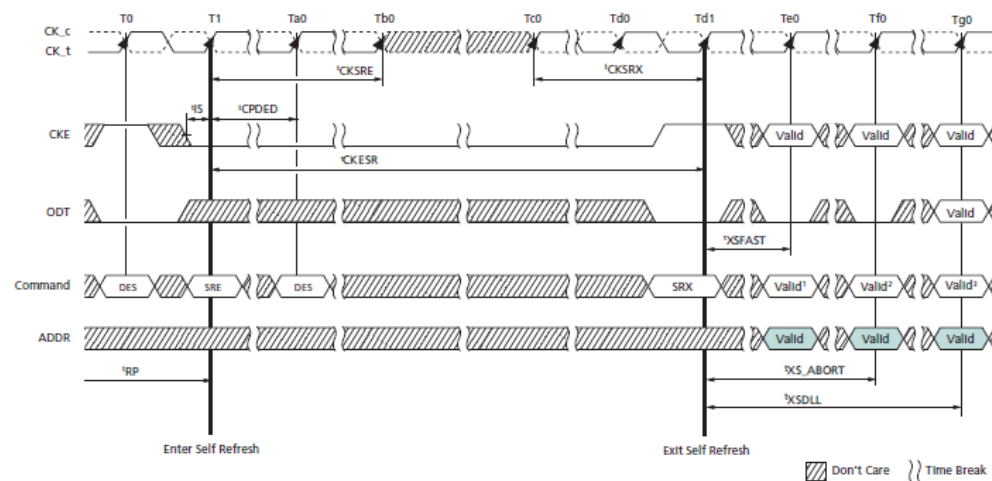 T0 T1 Ta0 Tb0 Tc0 Td0 Td1 Te0 Tf0 Tg0
CK_c
CK_t
tCKSRE tCKSRX
tIS tCPDED
CKE Valid Valid Valid
tCKESR
ODT Valid
tXSFAST
Command DES SRE DES SRX Valid¹ Valid² Valid³
ADDR Valid Valid Valid
tRP tXS_ABORT
tXSDLL
Enter Self Refresh Exit Self Refresh
Don't Care Time Break